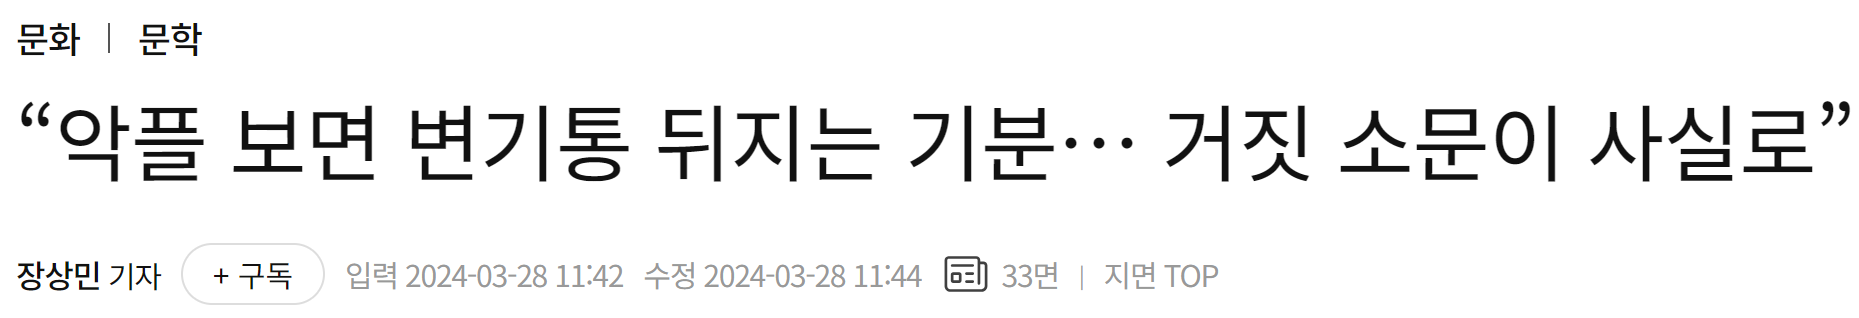 문화 | 문학
“악플 보면 변기통 뒤지는 기분… 거짓 소문이 사실로”
장상민 기자 + 구독 입력 2024-03-28 11:42 수정 2024-03-28 11:44 33면 | 지면 TOP